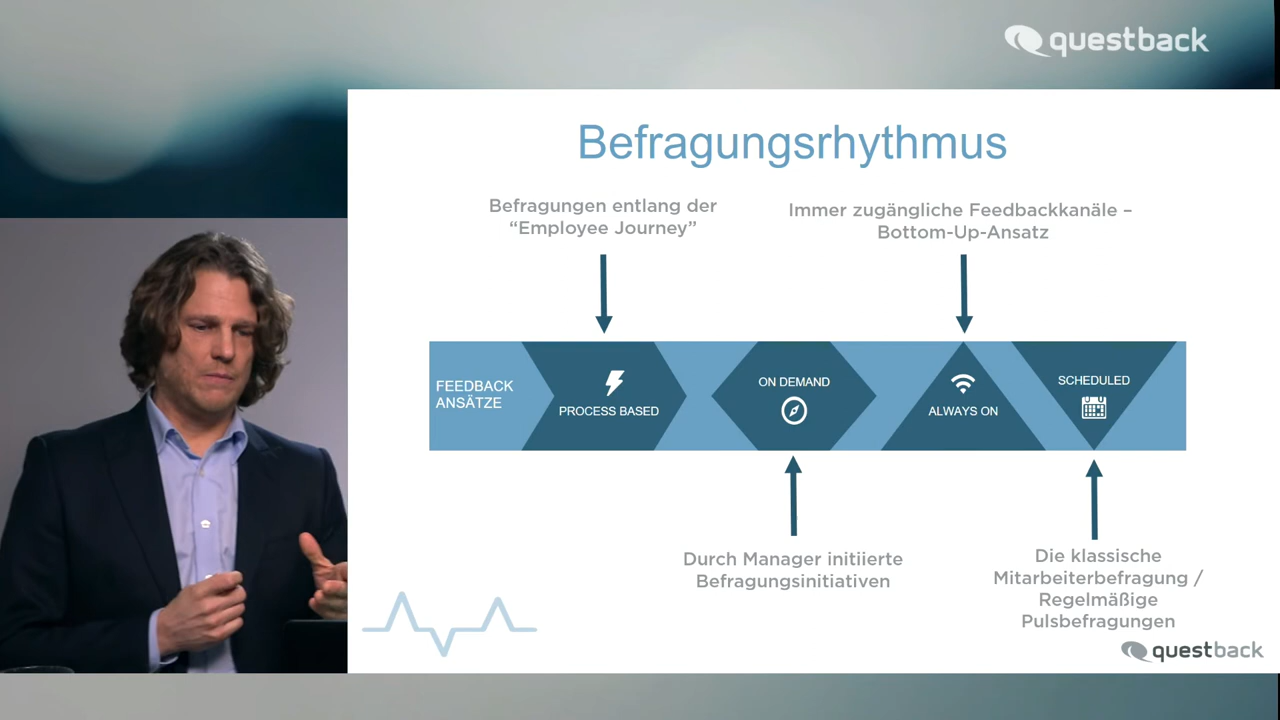 questback
Befragungsrhythmus
Befragungen entlang der
“Employee Journey”
Immer zugängliche Feedbackkanäle –
Bottom-Up-Ansatz
FEEDBACK
ANSÄTZE
PROCESS BASED
ON DEMAND
ALWAYS ON
SCHEDULED
Durch Manager initiierte
Befragungsinitiativen
Die klassische
Mitarbeiterbefragung /
Regelmäßige
Pulsbefragungen
questback